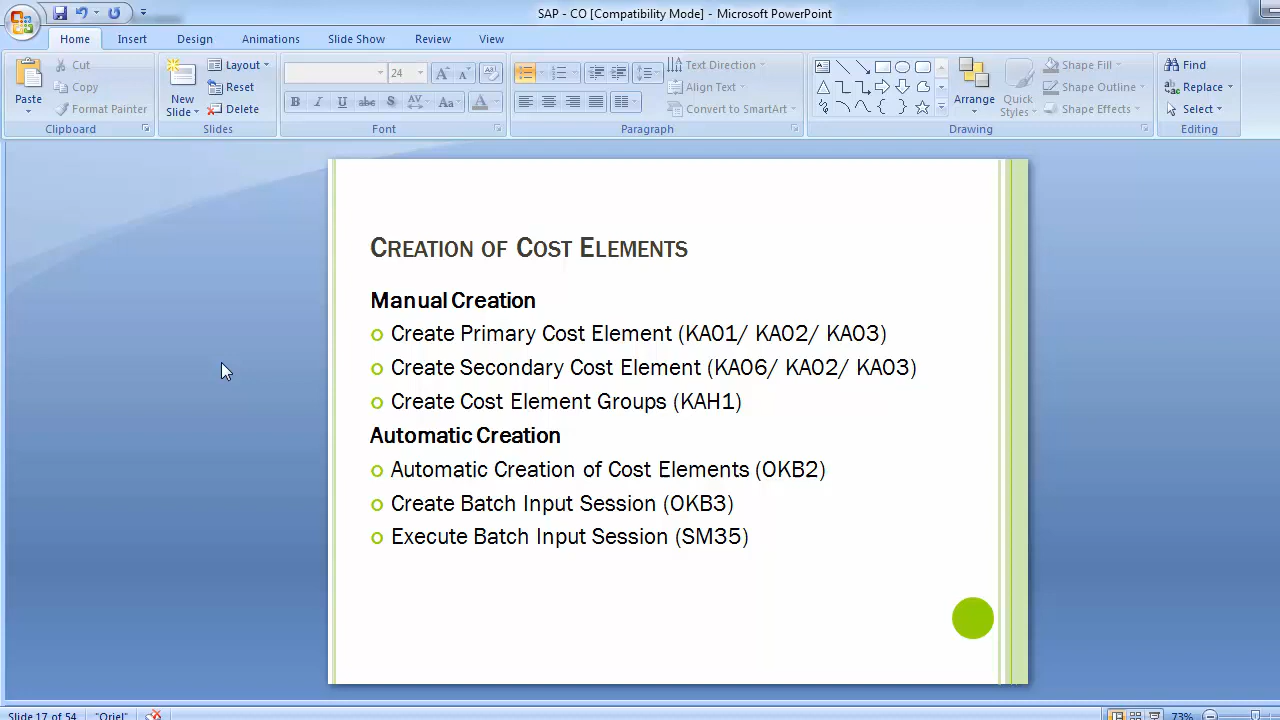 SAP - CO [Compatibility Mode] - Microsoft PowerPoint
Home Insert Design Animations Slide Show Review View
Paste
Cut
Copy
Format Painter
Clipboard
New Slide
Layout
Reset
Delete
Slides
24
B I U abc S AV Aa A
Font
Text Direction
Align Text
Convert to SmartArt
Paragraph
Arrange
Quick Styles
Shape Fill
Shape Outline
Shape Effects
Drawing
Find
Replace
Select
Editing
CREATION OF COST ELEMENTS
Manual Creation
Create Primary Cost Element (KA01/ KA02/ KA03)
Create Secondary Cost Element (KA06/ KA02/ KA03)
Create Cost Element Groups (KAH1)
Automatic Creation
Automatic Creation of Cost Elements (OKB2)
Create Batch Input Session (OKB3)
Execute Batch Input Session (SM35)
Slide 17 of 54 "Oriel" 73%